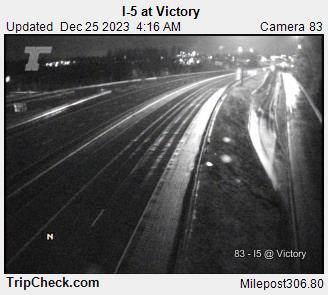 I-5 at Victory
Updated Dec 25 2023 4:16 AM Camera 83
T
N
83 - I5 @ Victory
TripCheck.com Milepost306.80